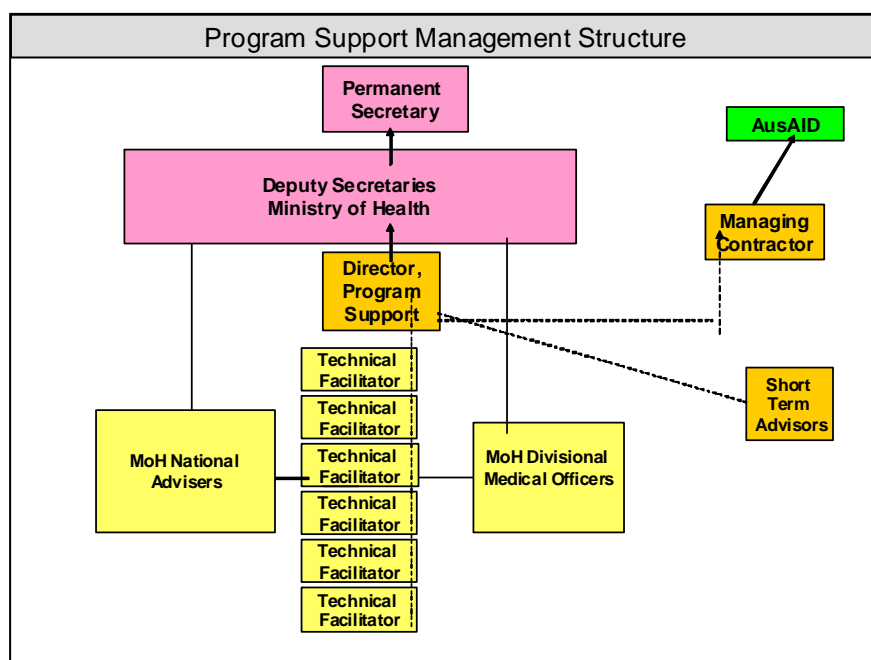 Program Support Management Structure
Permanent
Secretary
AusAID
Deputy Secretaries
Ministry of Health
Managing
Contractor
Director,
Program
Support
Technical
Facilitator
Technical
Facilitator
Short
Term
Advisors
MoH National
Advisers
Technical
Facilitator
MoH Divisional
Medical Officers
Technical
Facilitator
Technical
Facilitator
Technical
Facilitator